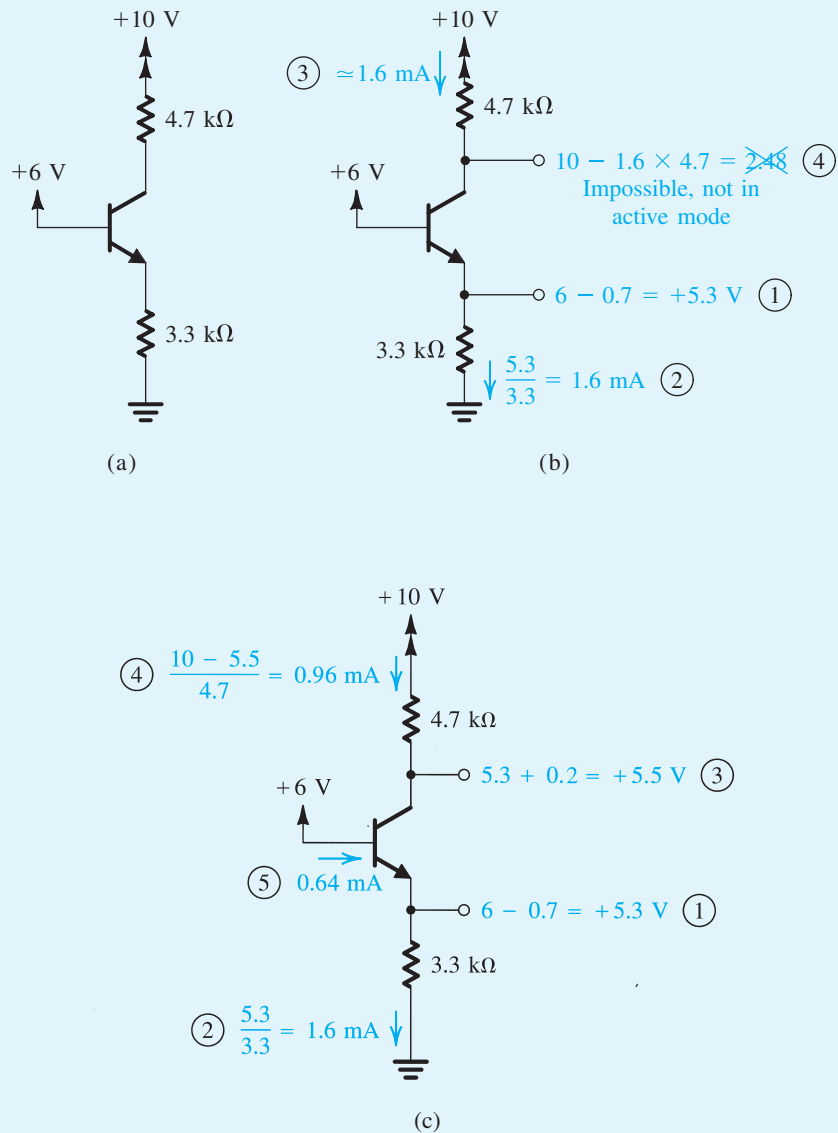 +10 V
4.7 kΩ
+6 V
3.3 kΩ
(a)
+10 V
③ ≃1.6 mA
4.7 kΩ
+6 V
10 − 1.6 × 4.7 = 2.48 ④
Impossible, not in
active mode
6 − 0.7 = +5.3 V ①
3.3 kΩ
5.3/3.3 = 1.6 mA ②
(b)
+10 V
④ (10 − 5.5)/4.7 = 0.96 mA
4.7 kΩ
5.3 + 0.2 = +5.5 V ③
+6 V
⑤ 0.64 mA
6 − 0.7 = +5.3 V ①
3.3 kΩ
② 5.3/3.3 = 1.6 mA
(c)